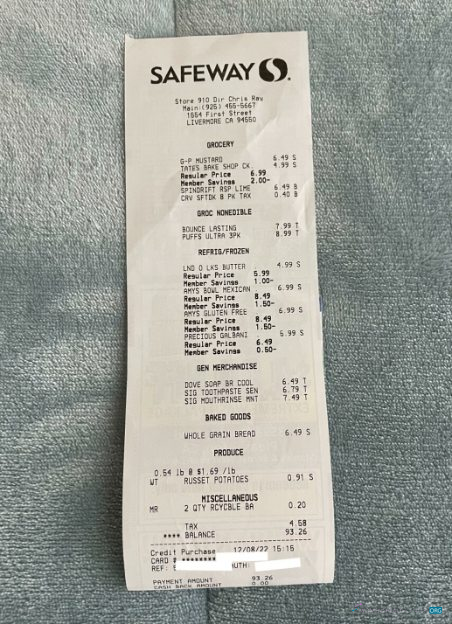 SAFEWAY
Store 910 Dir Chris Ray
Main:(925) 455-5667
1554 First Street
LIVERMORE CA 94550
GROCERY
G-P MUSTARD 6.49 S
TATES BAKE SHOP CK 4.99 S
Regular Price 6.99
Member Savings 2.00-
SPINDRIFT RSP LIME 6.49 B
CRV SFTDK 8 PK TAX 0.40 B
GROC NONEDIBLE
BOUNCE LASTING 7.99 T
PUFFS ULTRA 3PK 8.99 T
REFRIG/FROZEN
LND O LKS BUTTER 4.99 S
Regular Price 5.99
Member Savings 1.00-
AMYS BOWL MEXICAN 6.99 S
Regular Price 8.49
Member Savings 1.50-
AMYS GLUTEN FREE 6.99 S
Regular Price 8.49
Member Savings 1.50-
PRECIOUS GALBANI 5.99 S
Regular Price 6.49
Member Savings 0.50-
GEN MERCHANDISE
DOVE SOAP BR COOL 6.49 T
SIG TOOTHPASTE SEN 6.79 T
SIG MOUTHRINSE MNT 7.49 T
BAKED GOODS
WHOLE GRAIN BREAD 6.49 S
PRODUCE
0.54 lb @ $1.69 /lb
WT RUSSET POTATOES 0.91 S
MISCELLANEOUS
MR 2 QTY RCYCBLE BA 0.20
TAX 4.58
**** BALANCE 93.26
Credit Purchase 12/08/22 15:15
CARD # ********
REF: AUTH:
PAYMENT AMOUNT 93.26
CASH BACK AMOUNT 0.00
ORG